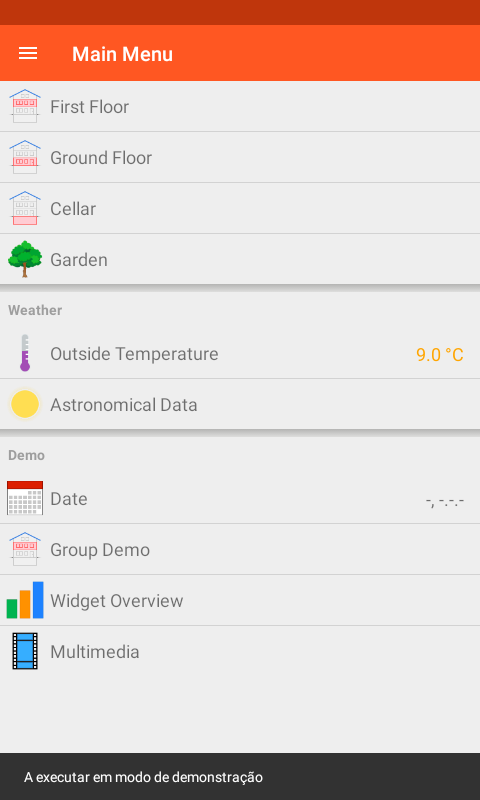 Main Menu
First Floor
Ground Floor
Cellar
Garden
Weather
Outside Temperature 9.0 °C
Astronomical Data
Demo
Date -, -.-.-
Group Demo
Widget Overview
Multimedia
A executar em modo de demonstração